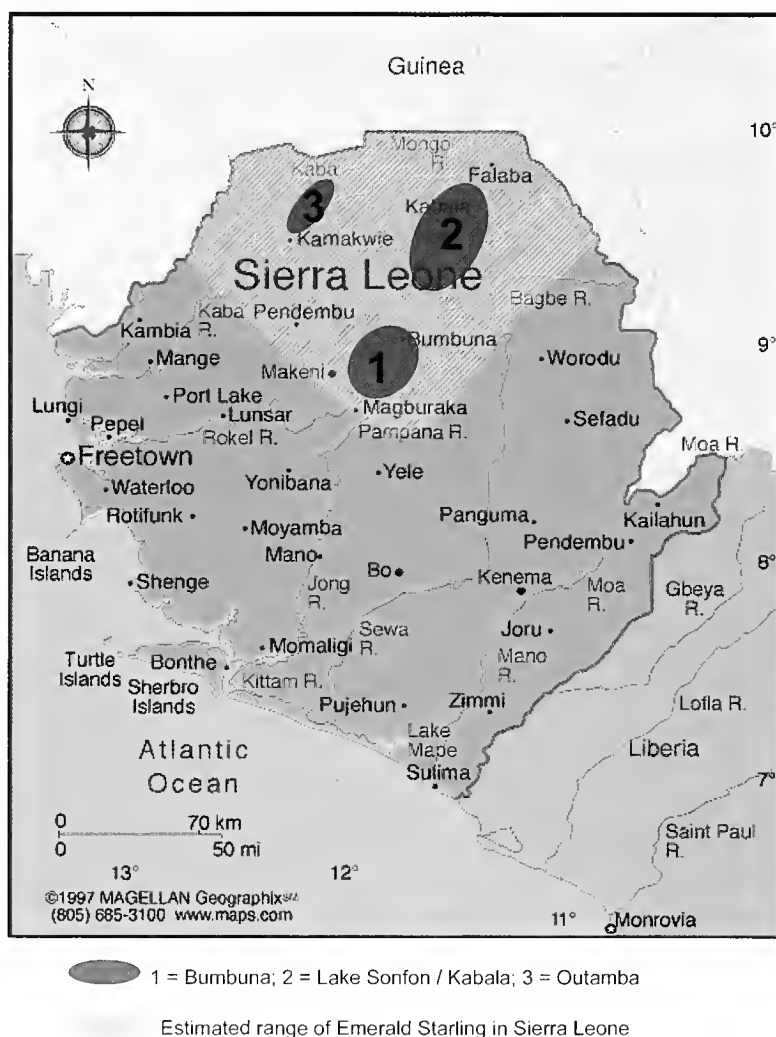 Guinea
N
10°
Mongo
R.
Kaba
Falaba
Kabala
3
2
Kamakwie
Sierra Leone
Bagbe R.
Kaba Pendembu
Kambia R.
Bumbuna
9°
Mange
Makeni
1
Worodu
Port Lake
Lungi
Lunsar
Magburaka
Sefadu
Pepel
Rokel R.
Pampana R.
Moa R.
Freetown
Yonibana
Yele
Waterloo
Rotifunk
Panguma
Kailahun
Moyamba
Pendembu
Banana
Islands
Mano
Bo
8°
Shenge
Jong
R.
Kenema
Moa
R.
Gbeya
R.
Sewa
R.
Joru
Momaligi
Turtle
Islands
Bonthe
Mano
R.
Kittam R.
Sherbro
Islands
Pujehun
Zimmi
Lofla R.
Lake
Mape
Liberia
Atlantic
Ocean
Sulima
7°
0 70 km
0 50 mi
Saint Paul
R.
13° 12°
©1997 MAGELLAN Geographix℠
(805) 685-3100 www.maps.com
11°
Monrovia
1 = Bumbuna; 2 = Lake Sonfon / Kabala; 3 = Outamba
Estimated range of Emerald Starling in Sierra Leone